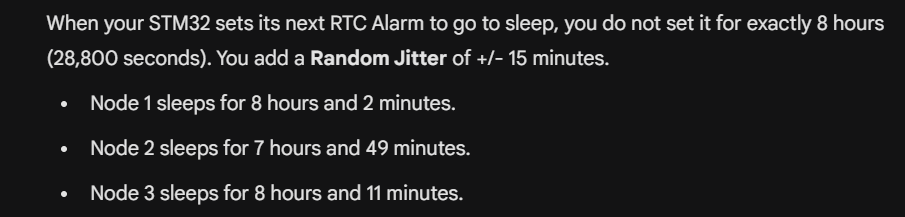 When your STM32 sets its next RTC Alarm to go to sleep, you do not set it for exactly 8 hours
(28,800 seconds). You add a Random Jitter of +/- 15 minutes.
• Node 1 sleeps for 8 hours and 2 minutes.
• Node 2 sleeps for 7 hours and 49 minutes.
• Node 3 sleeps for 8 hours and 11 minutes.